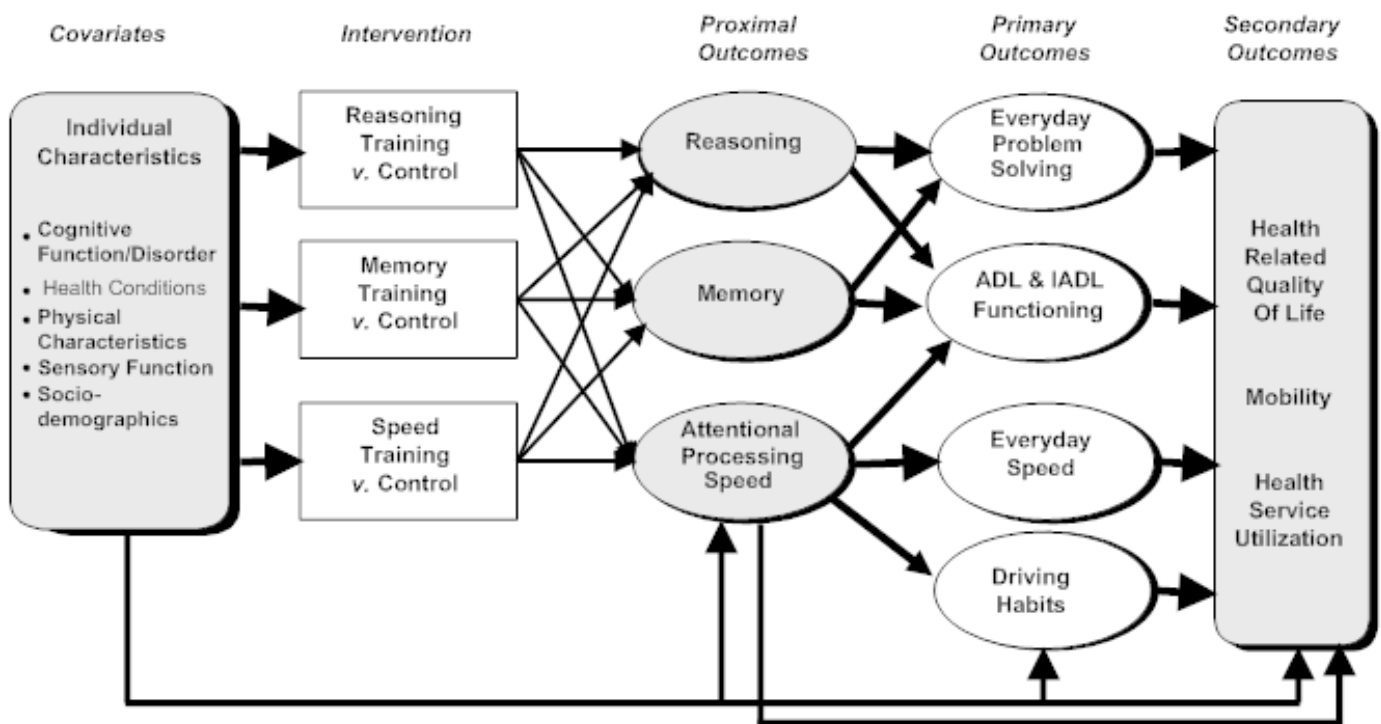 Covariates
Intervention
Proximal
Outcomes
Primary
Outcomes
Secondary
Outcomes
Individual
Characteristics
• Cognitive
Function/Disorder
• Health Conditions
• Physical
Characteristics
• Sensory Function
• Socio-
demographics
Reasoning
Training
v. Control
Memory
Training
v. Control
Speed
Training
v. Control
Reasoning
Memory
Attentional
Processing
Speed
Everyday
Problem
Solving
ADL & IADL
Functioning
Everyday
Speed
Driving
Habits
Health
Related
Quality
Of Life
Mobility
Health
Service
Utilization